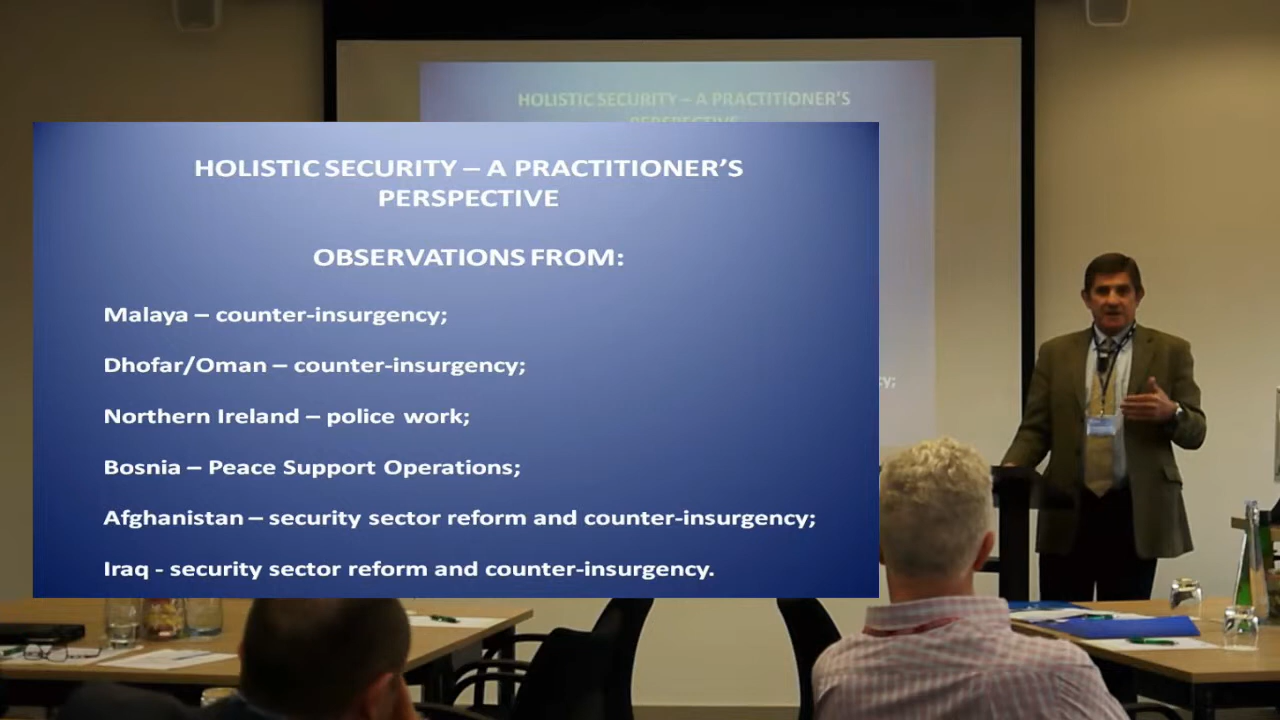 HOLISTIC SECURITY – A PRACTITIONER'S
PERSPECTIVE
HOLISTIC SECURITY – A PRACTITIONER’S
PERSPECTIVE
OBSERVATIONS FROM:
Malaya – counter-insurgency;
Dhofar/Oman – counter-insurgency;
Northern Ireland – police work;
Bosnia – Peace Support Operations;
Afghanistan – security sector reform and counter-insurgency;
Iraq - security sector reform and counter-insurgency.
cy;